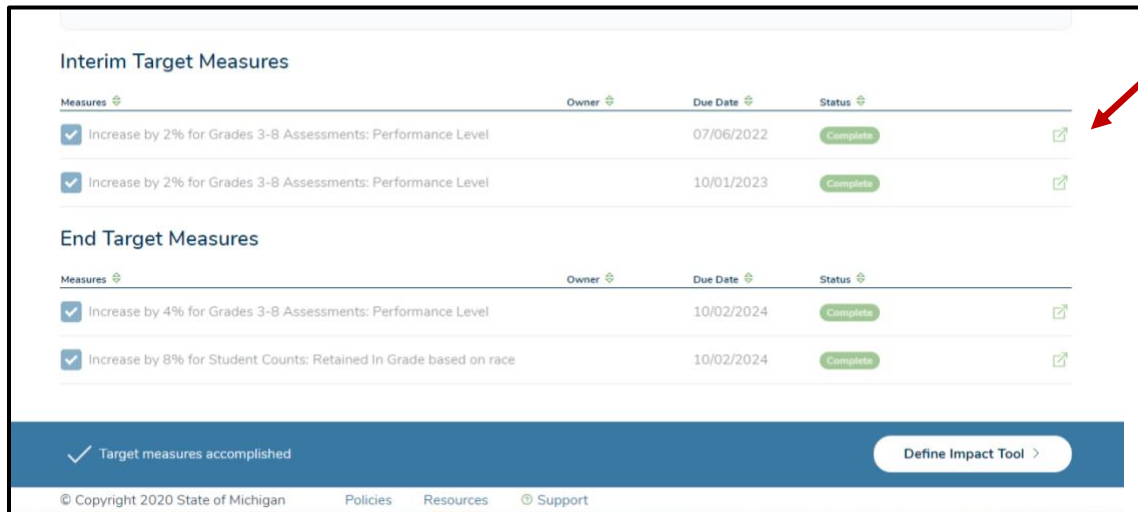 Interim Target Measures
Measures Owner Due Date Status
Increase by 2% for Grades 3-8 Assessments: Performance Level 07/06/2022 Complete
Increase by 2% for Grades 3-8 Assessments: Performance Level 10/01/2023 Complete
End Target Measures
Measures Owner Due Date Status
Increase by 4% for Grades 3-8 Assessments: Performance Level 10/02/2024 Complete
Increase by 8% for Student Counts: Retained In Grade based on race 10/02/2024 Complete
Target measures accomplished Define Impact Tool >
© Copyright 2020 State of Michigan Policies Resources Support